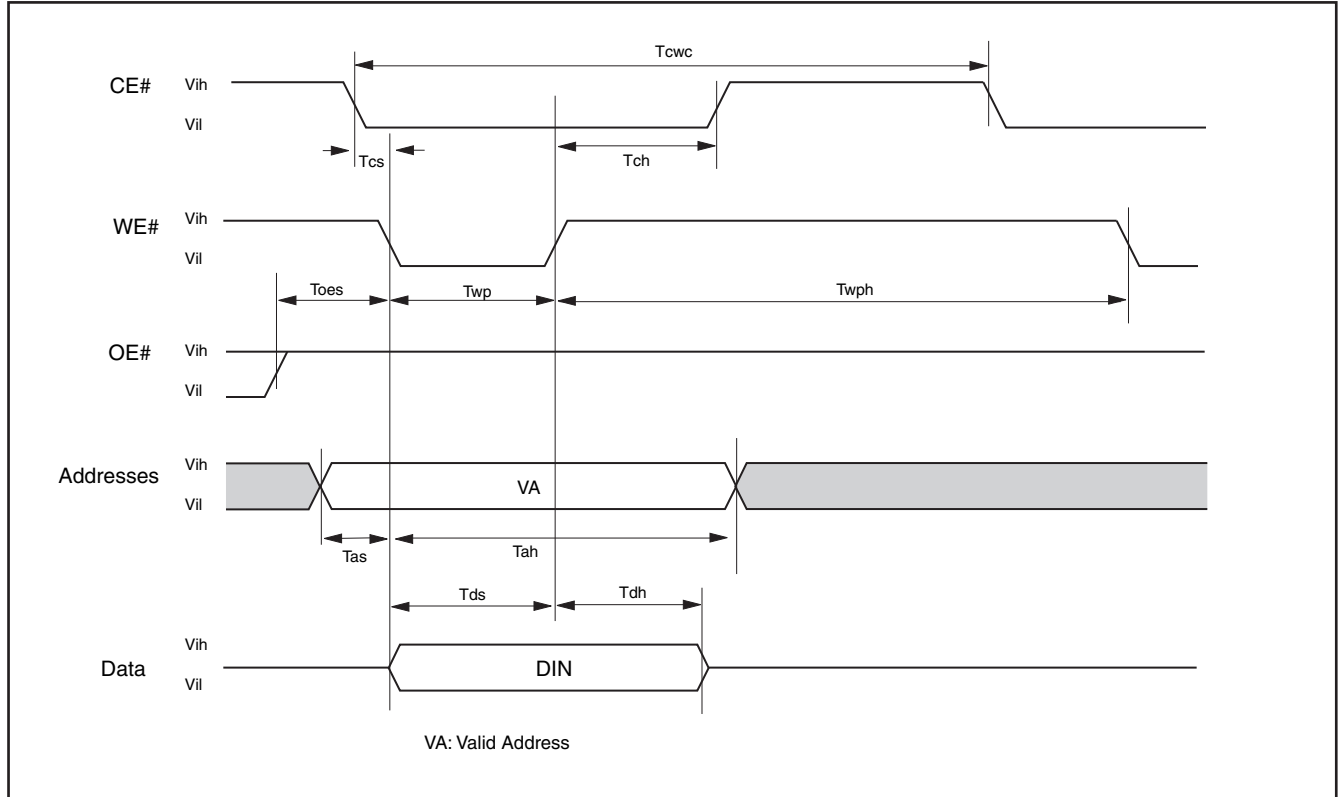 Tcwc
CE#
Vih
Vil
Tcs
Tch
WE#
Vih
Vil
Toes
Twp
Twph
OE#
Vih
Vil
Addresses
Vih
Vil
VA
Tas
Tah
Tds
Tdh
Data
Vih
Vil
DIN
VA: Valid Address